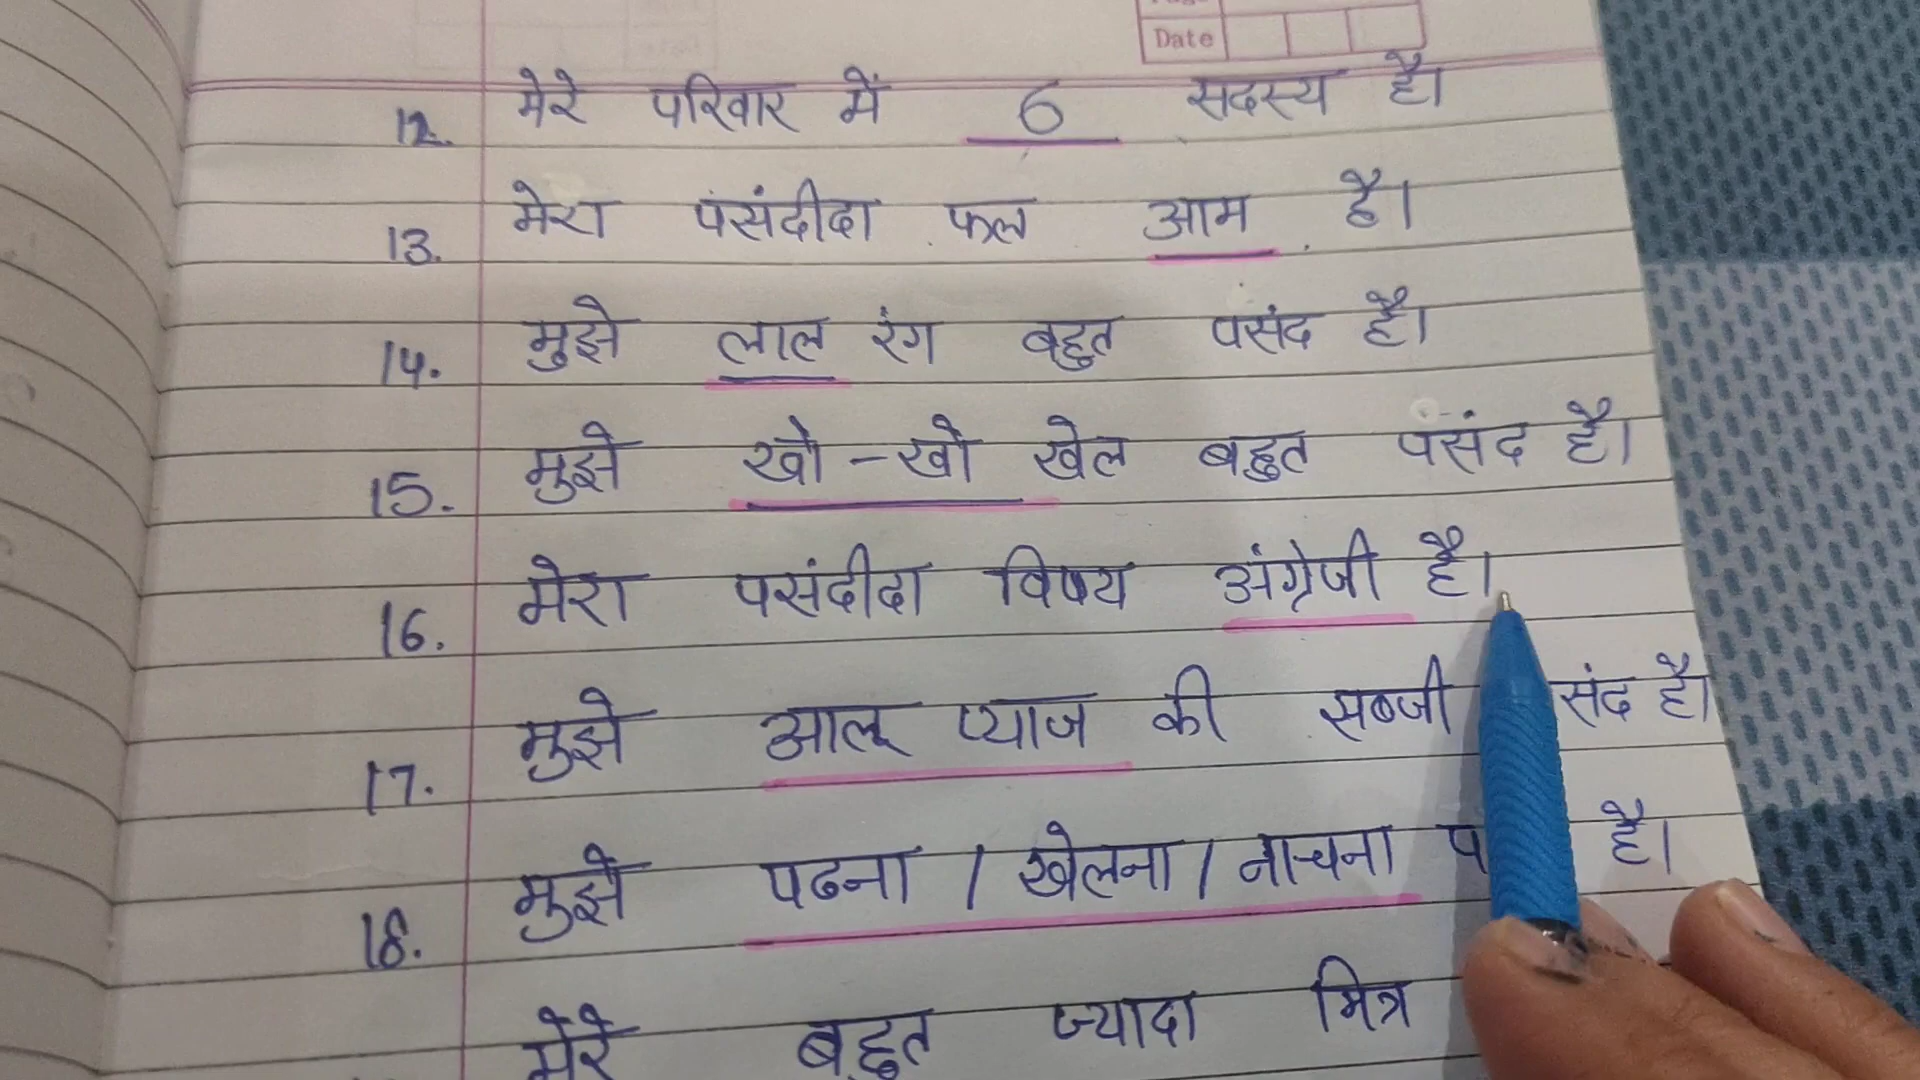 Date
12. मेरे परिवार में 6 सदस्य है।
13. मेरा पसंदीदा फल आम है।
14. मुझे लाल रंग बहुत पसंद है।
15. मुझे खो-खो खेल बहुत पसंद है।
16. मेरा पसंदीदा विषय अंग्रेजी है।
17. मुझे आलू प्याज की सब्जी संद है।
18. मुझे पढना / खेलना / नाचना प है।
मेरे बहुत ज्यादा मित्र